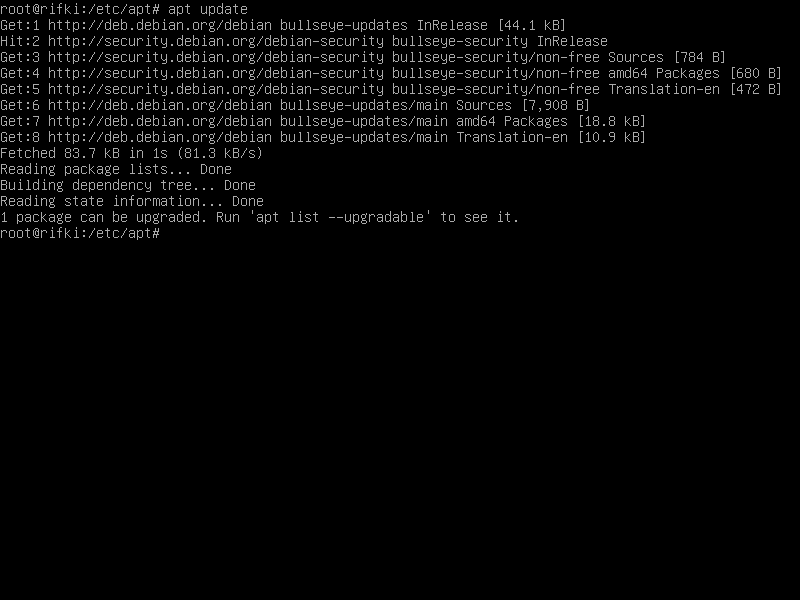 root@rifki:/etc/apt# apt update
Get:1 http://deb.debian.org/debian bullseye-updates InRelease [44.1 kB]
Hit:2 http://security.debian.org/debian-security bullseye-security InRelease
Get:3 http://security.debian.org/debian-security bullseye-security/non-free Sources [784 B]
Get:4 http://security.debian.org/debian-security bullseye-security/non-free amd64 Packages [680 B]
Get:5 http://security.debian.org/debian-security bullseye-security/non-free Translation-en [472 B]
Get:6 http://deb.debian.org/debian bullseye-updates/main Sources [7,908 B]
Get:7 http://deb.debian.org/debian bullseye-updates/main amd64 Packages [18.8 kB]
Get:8 http://deb.debian.org/debian bullseye-updates/main Translation-en [10.9 kB]
Fetched 83.7 kB in 1s (81.3 kB/s)
Reading package lists... Done
Building dependency tree... Done
Reading state information... Done
1 package can be upgraded. Run 'apt list --upgradable' to see it.
root@rifki:/etc/apt#